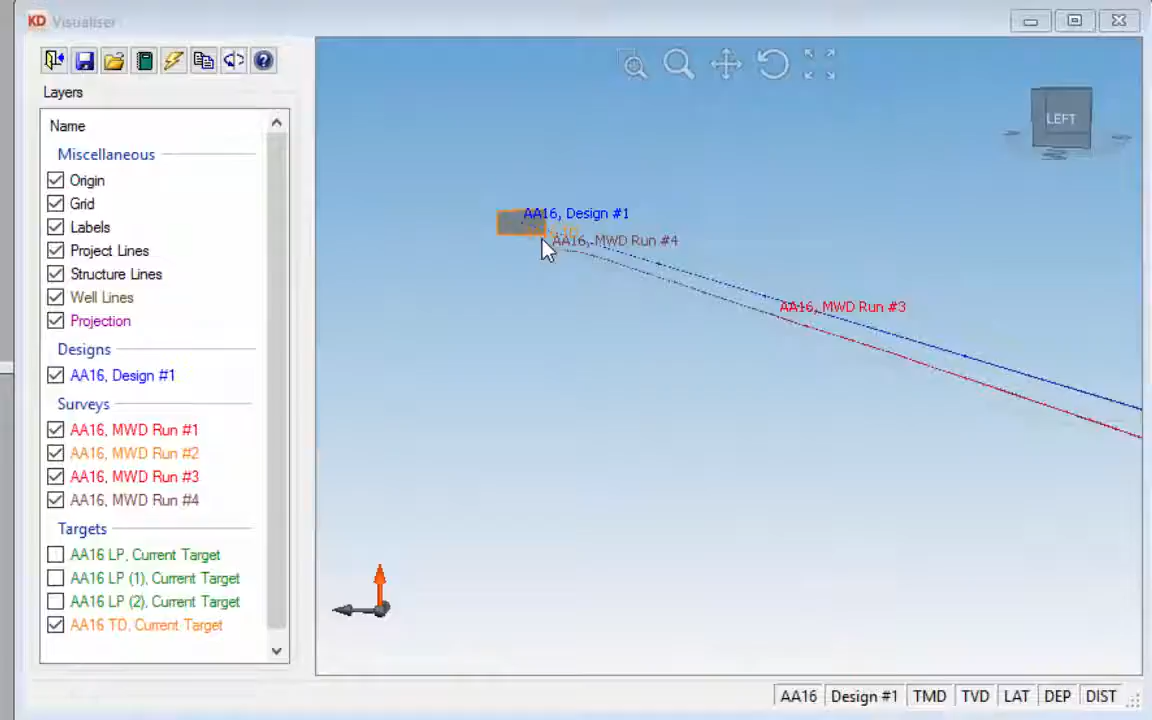 KD Visualiser
Layers
Name
Miscellaneous
Origin
Grid
Labels
Project Lines
Structure Lines
Well Lines
Projection
Designs
AA16, Design #1
Surveys
AA16, MWD Run #1
AA16, MWD Run #2
AA16, MWD Run #3
AA16, MWD Run #4
Targets
AA16 LP, Current Target
AA16 LP (1), Current Target
AA16 LP (2), Current Target
AA16 TD, Current Target
LEFT
AA16, Design #1
AA16, MWD Run #4
AA16, MWD Run #3
AA16 Design #1 TMD TVD LAT DEP DIST